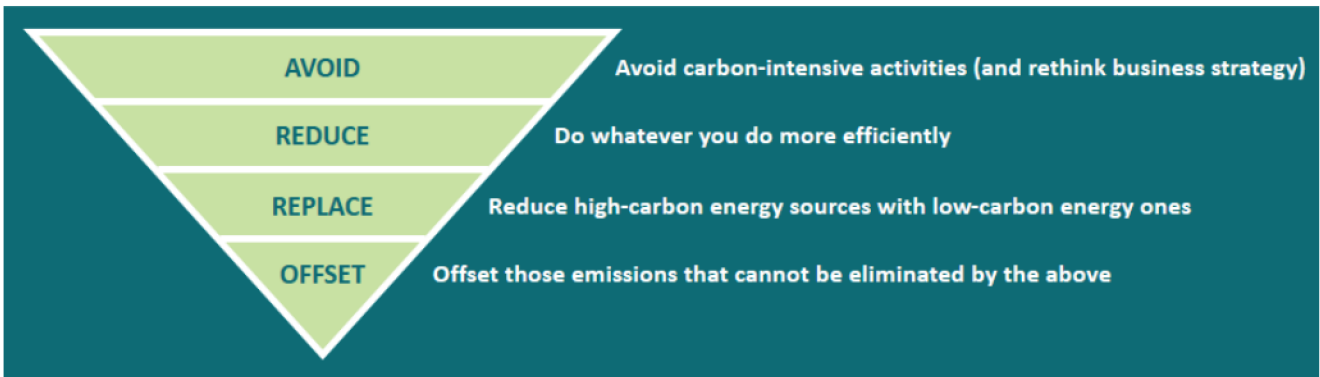 AVOID
Avoid carbon-intensive activities (and rethink business strategy)
REDUCE
Do whatever you do more efficiently
REPLACE
Reduce high-carbon energy sources with low-carbon energy ones
OFFSET
Offset those emissions that cannot be eliminated by the above